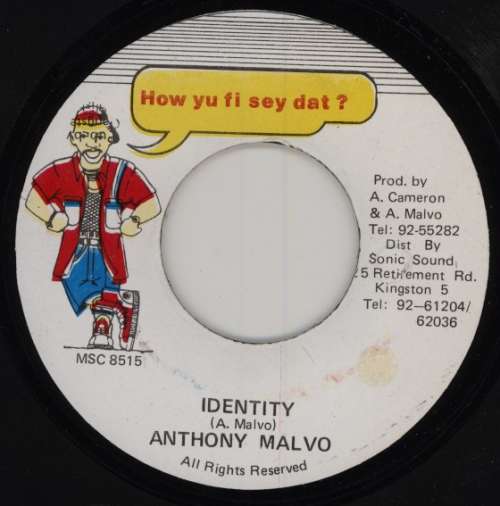 How yu fi sey dat ?
Prod. by
A. Cameron
& A. Malvo
Tel: 92-55282
Dist By
Sonic Sound
5 Retirement Rd.
Kingston 5
Tel: 92-61204/
62036
MSC 8515
IDENTITY
(A. Malvo)
ANTHONY MALVO
All Rights Reserved